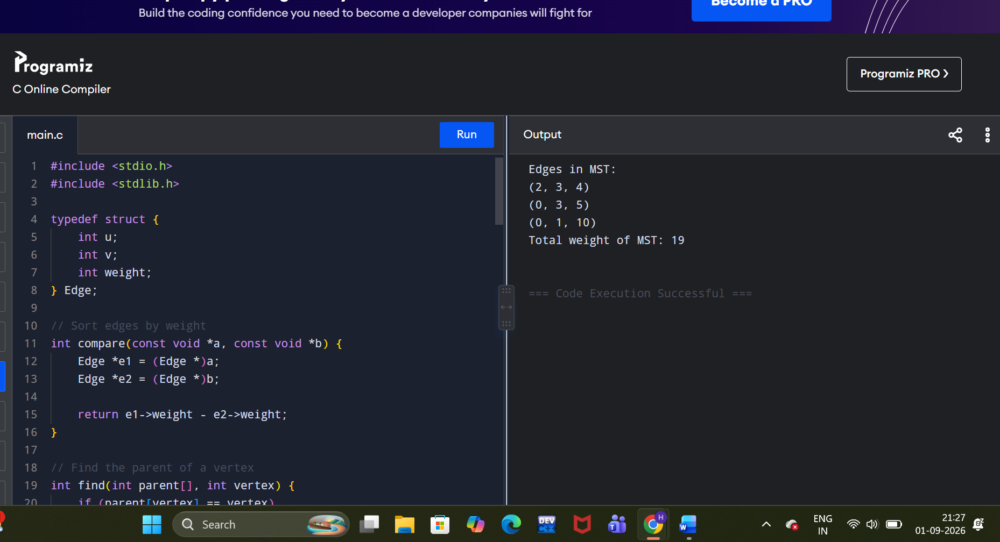 Build the coding confidence you need to become a developer companies will fight for
Become a PRO
Programiz
C Online Compiler
Programiz PRO
main.c
Run
Output
1 #include <stdio.h>
2 #include <stdlib.h>
3
4 typedef struct {
5 int u;
6 int v;
7 int weight;
8 } Edge;
9
10 // Sort edges by weight
11 int compare(const void *a, const void *b) {
12 Edge *e1 = (Edge *)a;
13 Edge *e2 = (Edge *)b;
14
15 return e1->weight - e2->weight;
16 }
17
18 // Find the parent of a vertex
19 int find(int parent[], int vertex) {
20 if (parent[vertex] == vertex)
Edges in MST:
(2, 3, 4)
(0, 3, 5)
(0, 1, 10)
Total weight of MST: 19
=== Code Execution Successful ===
Search
DEV
C++
T
H
W
ENG
IN
21:27
01-09-2026